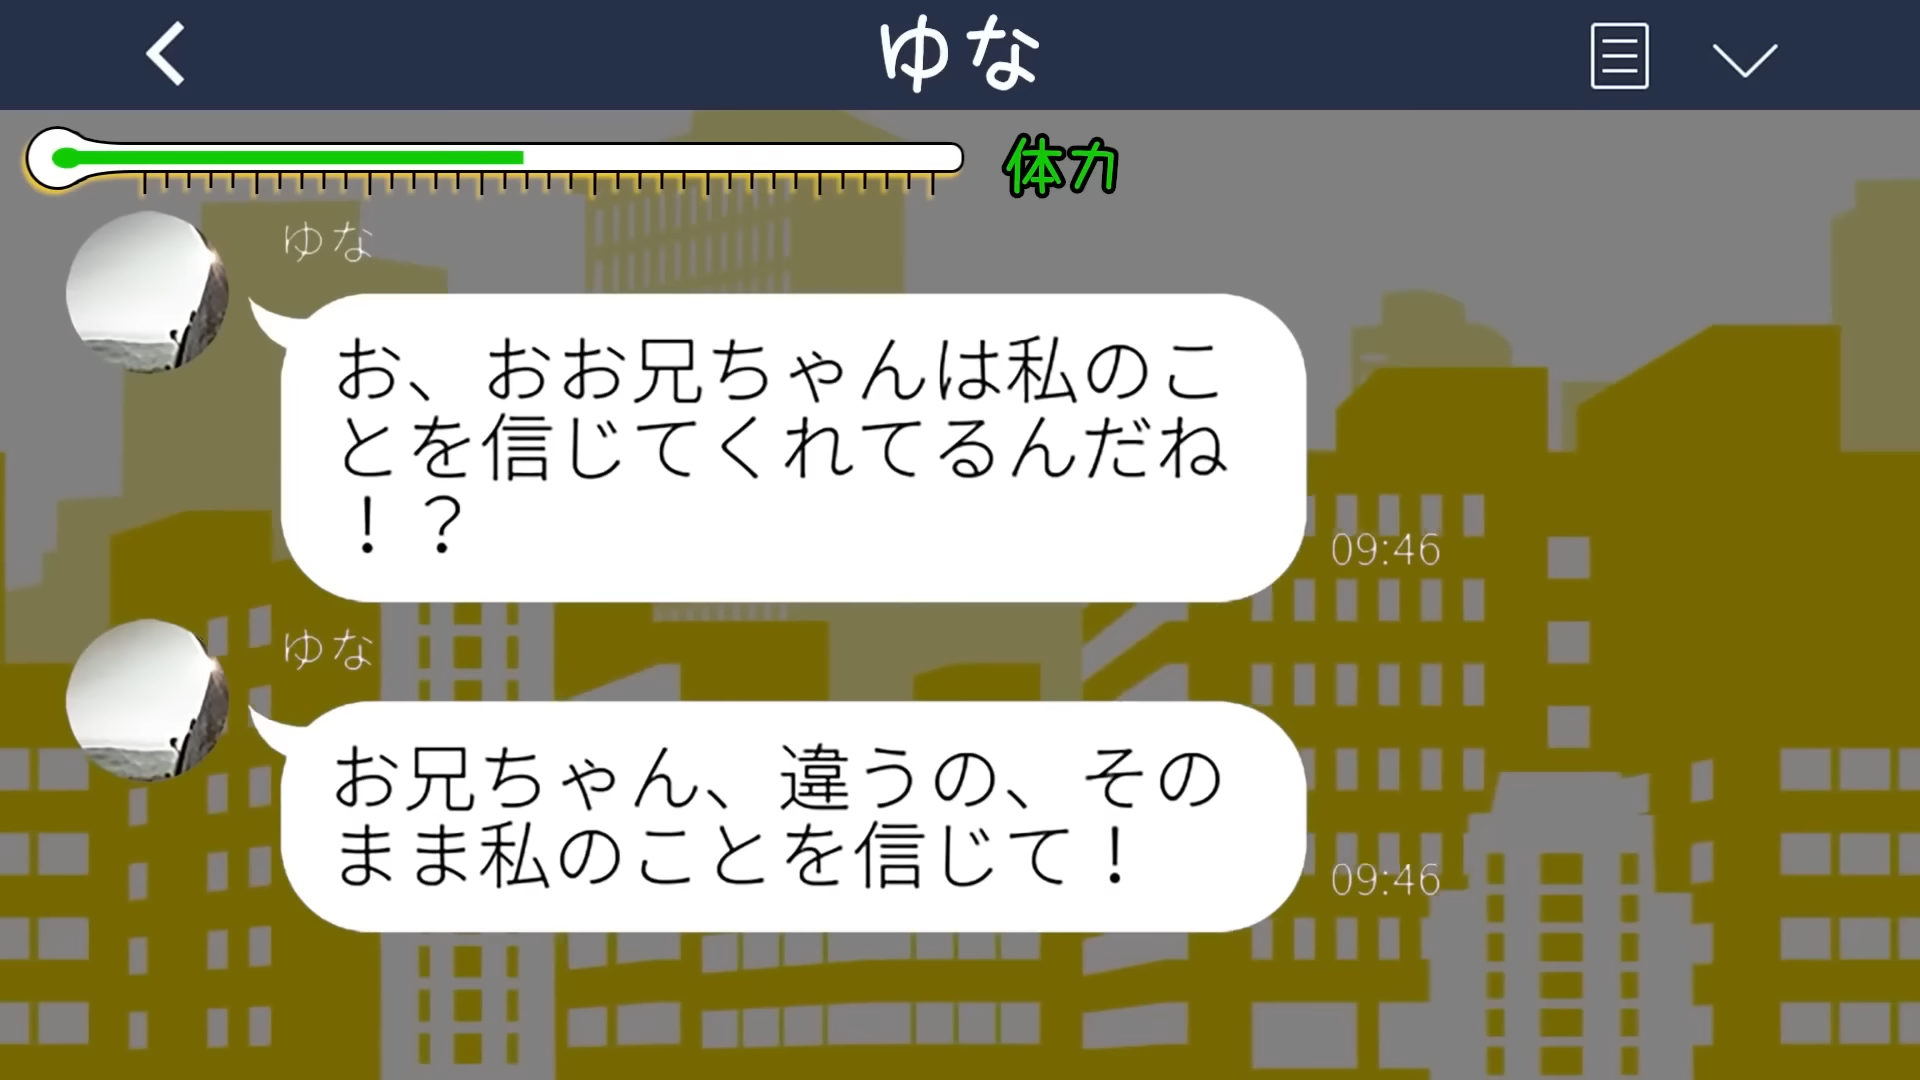 ゆな
体力
ゆな
お、おお兄ちゃんは私のこ
とを信じてくれてるんだね
！？
09:46
ゆな
お兄ちゃん、違うの、その
まま私のことを信じて！
09:46